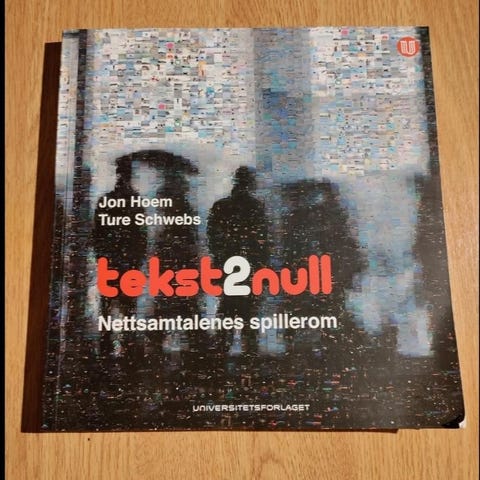 Jon Hoem
Ture Schwebs
tekst2null
Nettsamtalenes spillerom
UNIVERSITETSFORLAGET